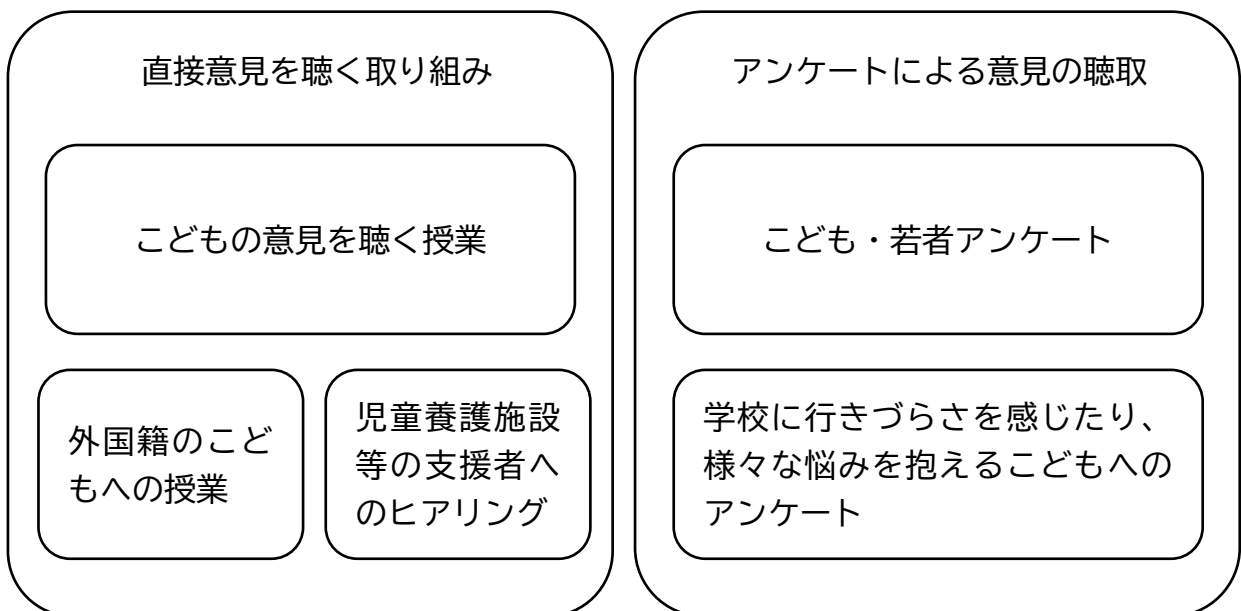 直接意見を聴く取り組み
こどもの意見を聴く授業
外国籍のこど
もへの授業
児童養護施設
等の支援者へ
のヒアリング
アンケートによる意見の聴取
こども・若者アンケート
学校に行きづらさを感じたり、
様々な悩みを抱えるこどもへの
アンケート